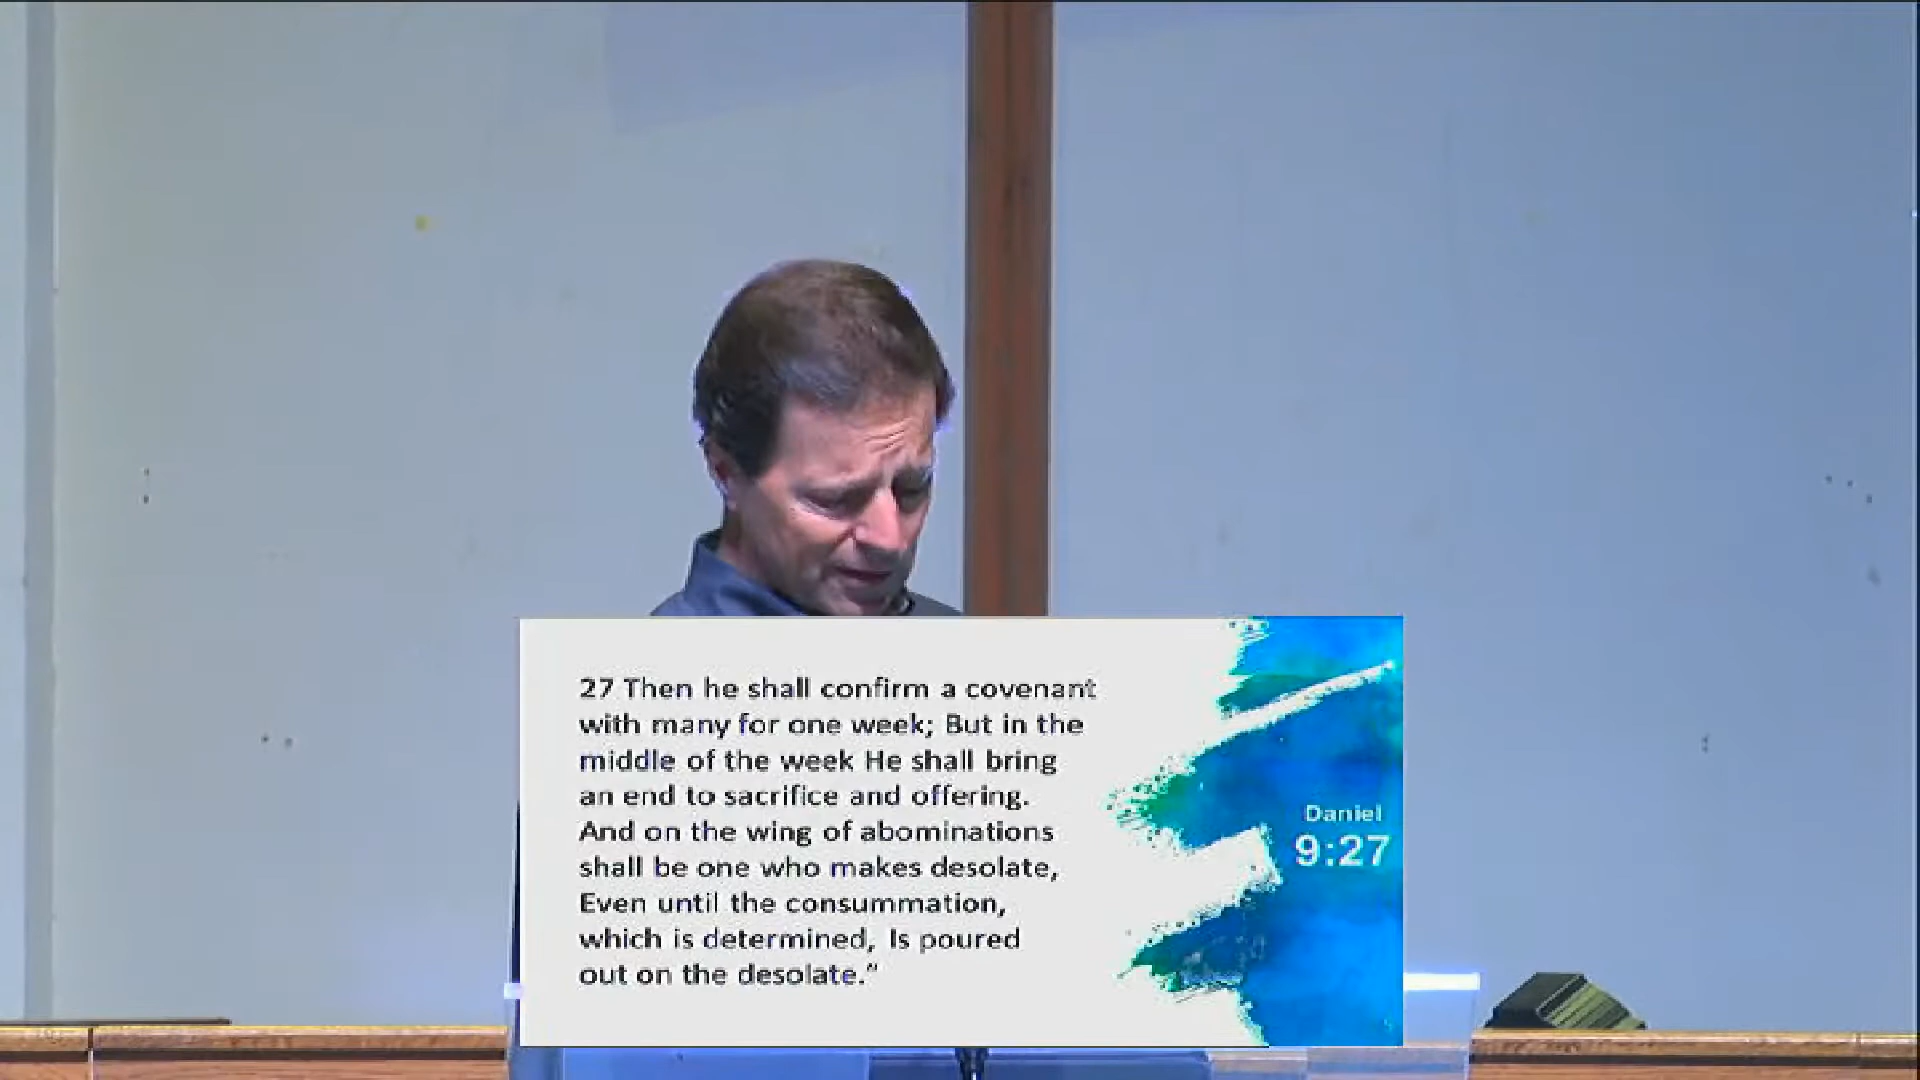 27 Then he shall confirm a covenant
with many for one week; But in the
middle of the week He shall bring
an end to sacrifice and offering.
And on the wing of abominations
shall be one who makes desolate,
Even until the consummation,
which is determined, Is poured
out on the desolate.”
Daniel
9:27